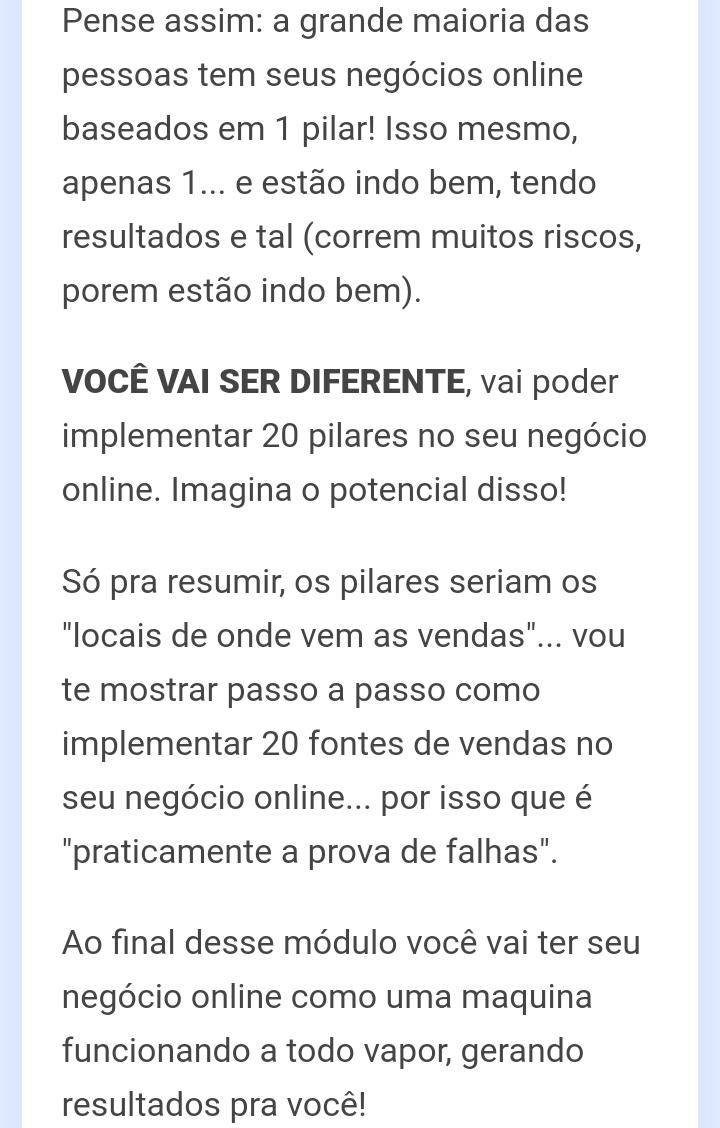 Pense assim: a grande maioria das
pessoas tem seus negócios online
baseados em 1 pilar! Isso mesmo,
apenas 1... e estão indo bem, tendo
resultados e tal (correm muitos riscos,
porem estão indo bem).
VOCÊ VAI SER DIFERENTE, vai poder
implementar 20 pilares no seu negócio
online. Imagina o potencial disso!
Só pra resumir, os pilares seriam os
"locais de onde vem as vendas"... vou
te mostrar passo a passo como
implementar 20 fontes de vendas no
seu negócio online... por isso que é
"praticamente a prova de falhas".
Ao final desse módulo você vai ter seu
negócio online como uma maquina
funcionando a todo vapor, gerando
resultados pra você!